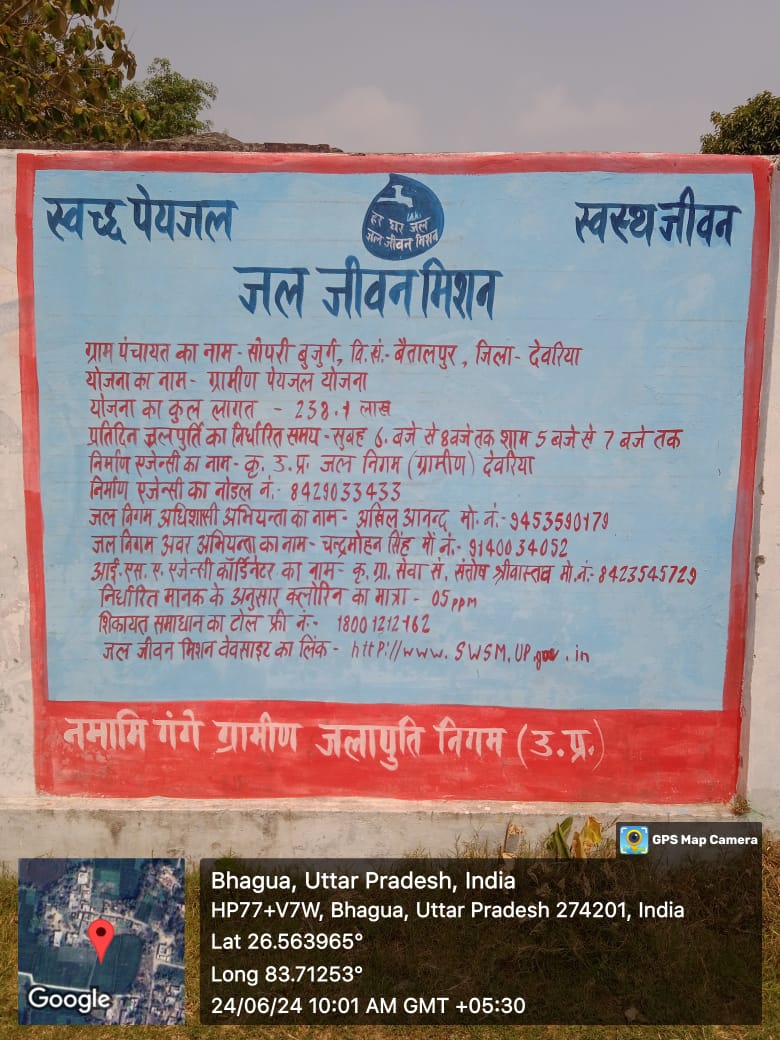 स्वच्छ पेयजल
हर घर जल
जल जीवन मिशन
स्वस्थ जीवन
जल जीवन मिशन
ग्राम पंचायत का नाम - सोपरी बुजुर्ग, वि.सं.- बैतालपुर, जिला- देवरिया
योजना का नाम - ग्रामीण पेयजल योजना
योजना का कुल लागत - 238.1 लाख
प्रतिदिन जलपुर्ति का निर्धारित समय - सुबह 6. बजे से 8 बजे तक शाम 5 बजे से 7 बजे तक
निर्माण एजेन्सी का नाम - कृ. उ.प्र. जल निगम (ग्रामीण) देवरिया
निर्माण एजेन्सी का नोडल नं.- 8429033433
जल निगम अधिशासी अभियन्ता का नाम - अखिल आनन्द मो. नं.- 9453590179
जल निगम अवर अभियन्ता का नाम - चन्द्रमोहन सिंह मो नं.- 9140034052
आई.एस.ए. एजेन्सी कॉर्डिनेटर का नाम - कृ. ग्रा. सेवा सं. संतोष श्रीवास्तव मो.नं.: 8423545729
निर्धारित मानक के अनुसार क्लोरिन का मात्रा - 05 ppm
शिकायत समाधान का टोल फ्री नं.- 18001212162
जल जीवन मिशन वेवसाइट का लिंक - http://www.SWSM.UP.gov.in
नमामि गंगे ग्रामीण जलापुति निगम (उ.प्र.)
GPS Map Camera
Bhagua, Uttar Pradesh, India
HP77+V7W, Bhagua, Uttar Pradesh 274201, India
Lat 26.563965°
Long 83.71253°
24/06/24 10:01 AM GMT +05:30
Google